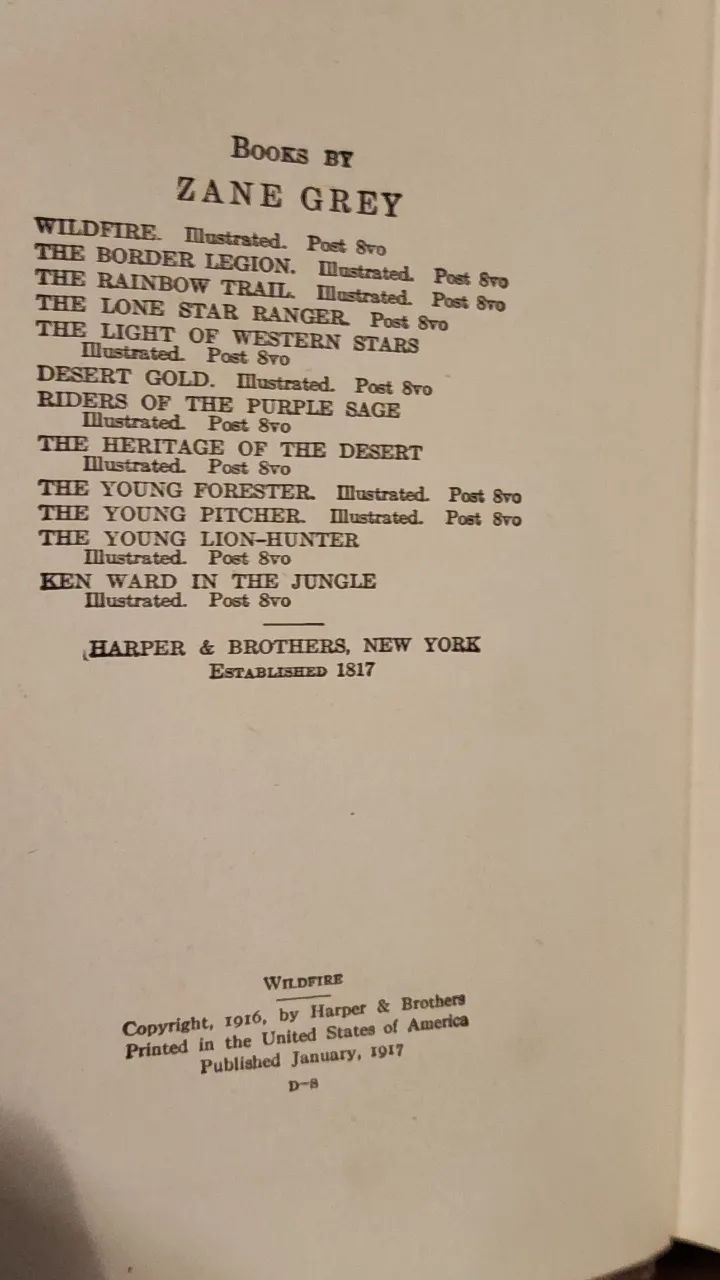 BOOKS BY
ZANE GREY
WILDFIRE. Illustrated. Post 8vo
THE BORDER LEGION. Illustrated. Post 8vo
THE RAINBOW TRAIL. Illustrated. Post 8vo
THE LONE STAR RANGER. Post 8vo
THE LIGHT OF WESTERN STARS
Illustrated. Post 8vo
DESERT GOLD. Illustrated. Post 8vo
RIDERS OF THE PURPLE SAGE
Illustrated. Post 8vo
THE HERITAGE OF THE DESERT
Illustrated. Post 8vo
THE YOUNG FORESTER. Illustrated. Post 8vo
THE YOUNG PITCHER. Illustrated. Post 8vo
THE YOUNG LION-HUNTER
Illustrated. Post 8vo
KEN WARD IN THE JUNGLE
Illustrated. Post 8vo
HARPER & BROTHERS, NEW YORK
ESTABLISHED 1817
WILDFIRE
Copyright, 1916, by Harper & Brothers
Printed in the United States of America
Published January, 1917
D-8